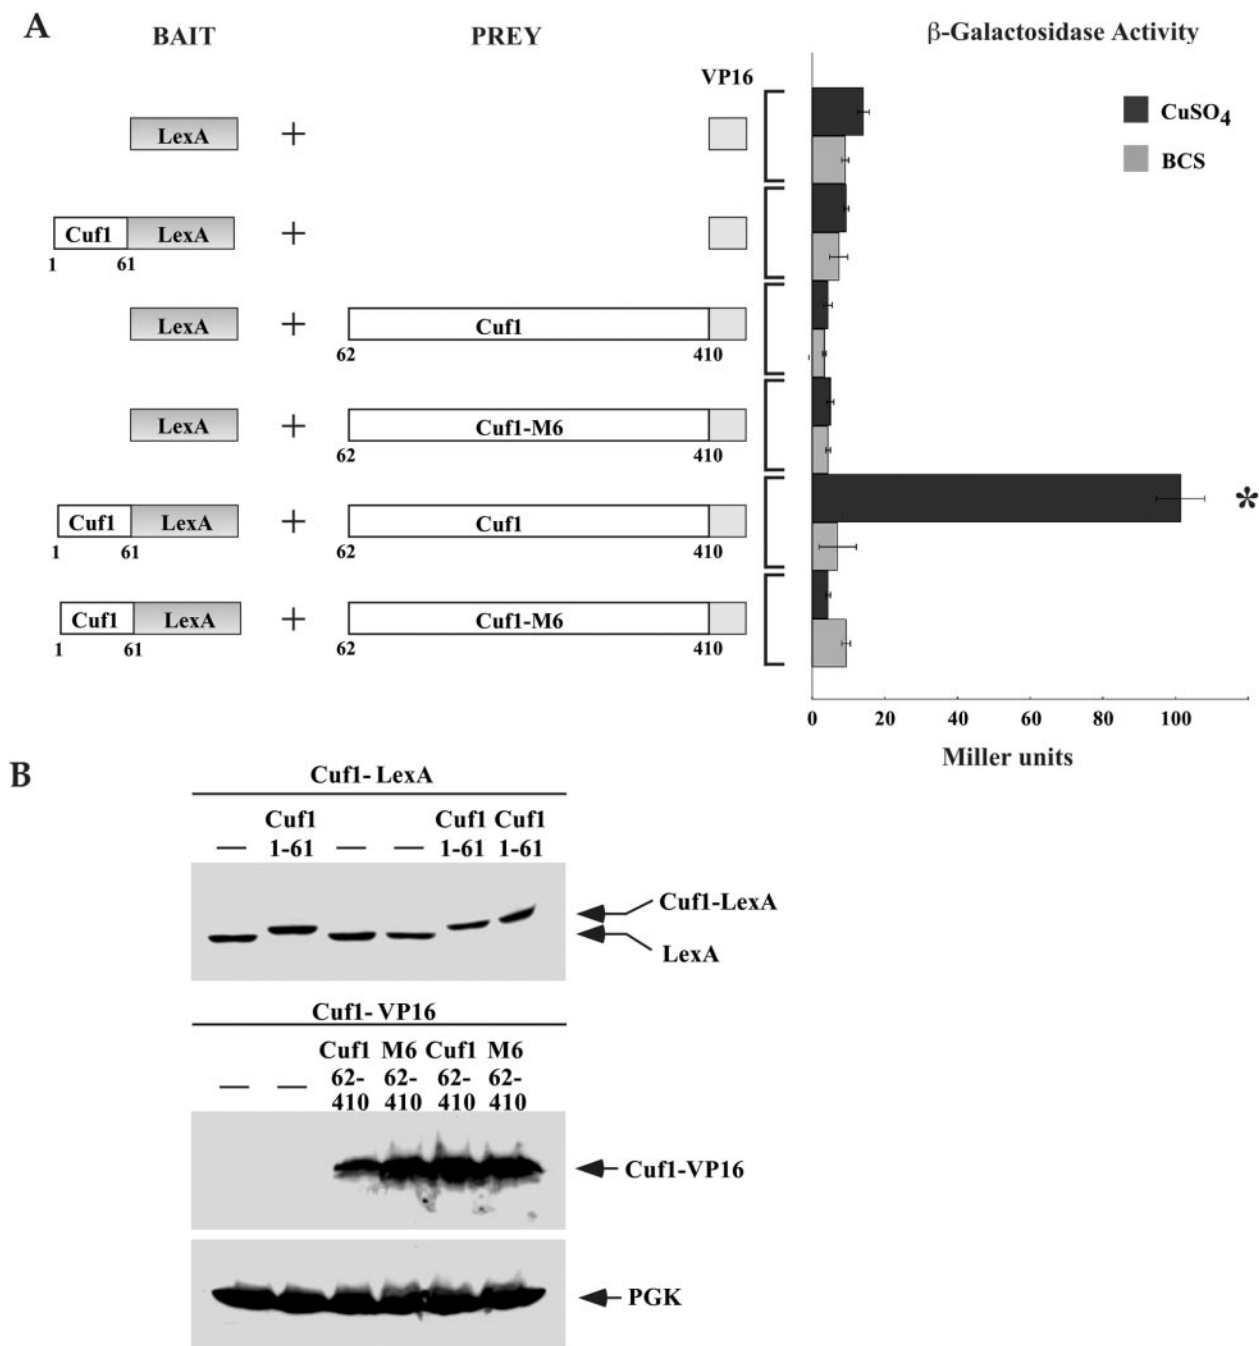 A
BAIT
PREY
β-Galactosidase Activity
VP16
CuSO4
BCS
LexA +
Cuf1 LexA +
1 61
LexA + Cuf1
62 410
LexA + Cuf1-M6
62 410
Cuf1 LexA + Cuf1 *
1 61 62 410
Cuf1 LexA + Cuf1-M6
1 61 62 410
0 20 40 60 80 100
Miller units
B
Cuf1- LexA
Cuf1 Cuf1 Cuf1
— 1-61 — — 1-61 1-61
Cuf1-LexA
LexA
Cuf1- VP16
Cuf1 M6 Cuf1 M6
— — 62- 62- 62- 62-
410 410 410 410
Cuf1-VP16
PGK